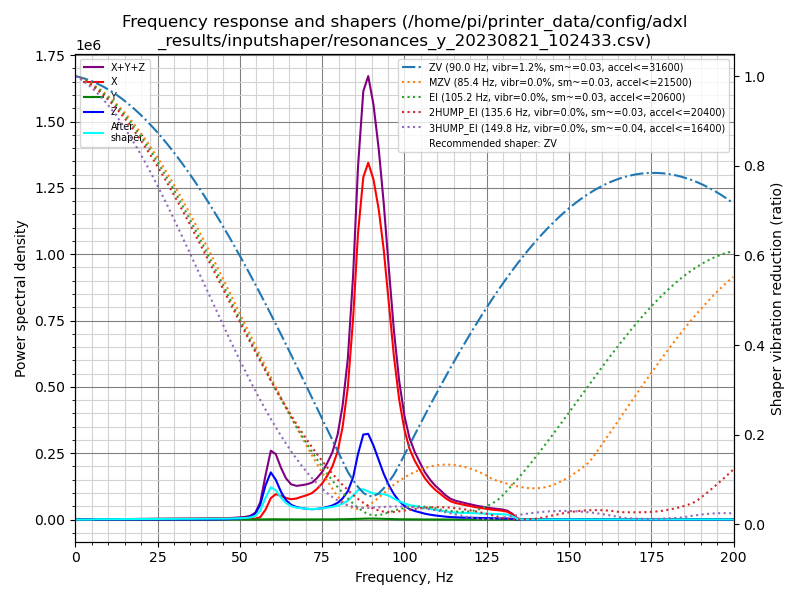 Frequency response and shapers (/home/pi/printer_data/config/adxl
_results/inputshaper/resonances_y_20230821_102433.csv)
1e6
X+Y+Z
X
Y
Z
After
shaper
ZV (90.0 Hz, vibr=1.2%, sm~=0.03, accel<=31600)
MZV (85.4 Hz, vibr=0.0%, sm~=0.03, accel<=21500)
EI (105.2 Hz, vibr=0.0%, sm~=0.03, accel<=20600)
2HUMP_EI (135.6 Hz, vibr=0.0%, sm~=0.03, accel<=20400)
3HUMP_EI (149.8 Hz, vibr=0.0%, sm~=0.04, accel<=16400)
Recommended shaper: ZV
Power spectral density
1.75
1.50
1.25
1.00
0.75
0.50
0.25
0.00
Shaper vibration reduction (ratio)
1.0
0.8
0.6
0.4
0.2
0.0
0 25 50 75 100 125 150 175 200
Frequency, Hz